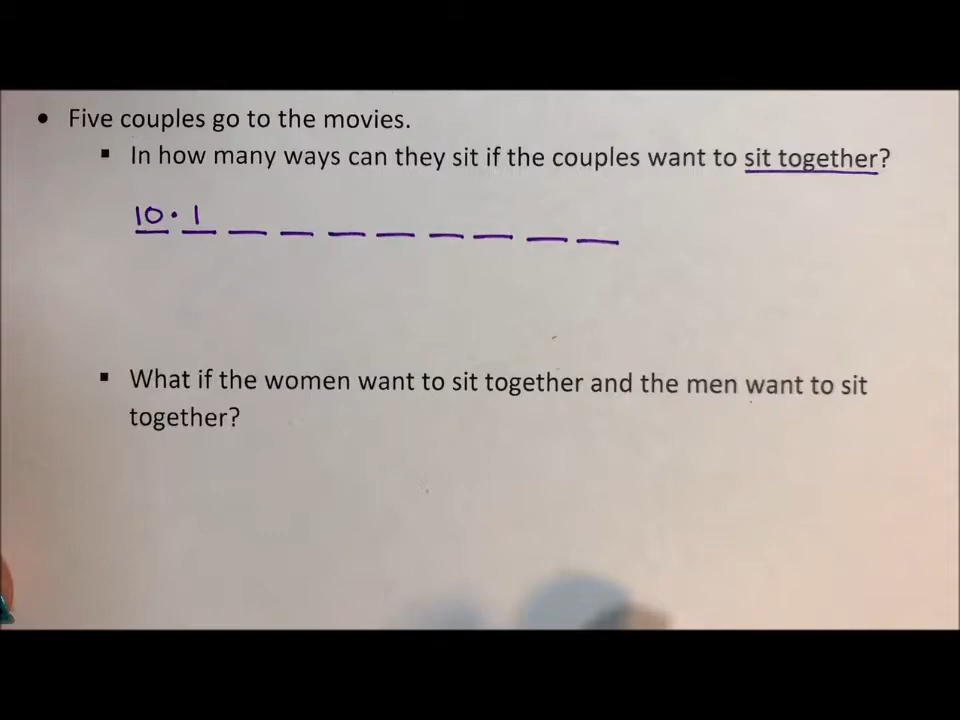 • Five couples go to the movies.
▪ In how many ways can they sit if the couples want to sit together?
10 · 1 _ _ _ _ _ _ _ _
▪ What if the women want to sit together and the men want to sit
together?